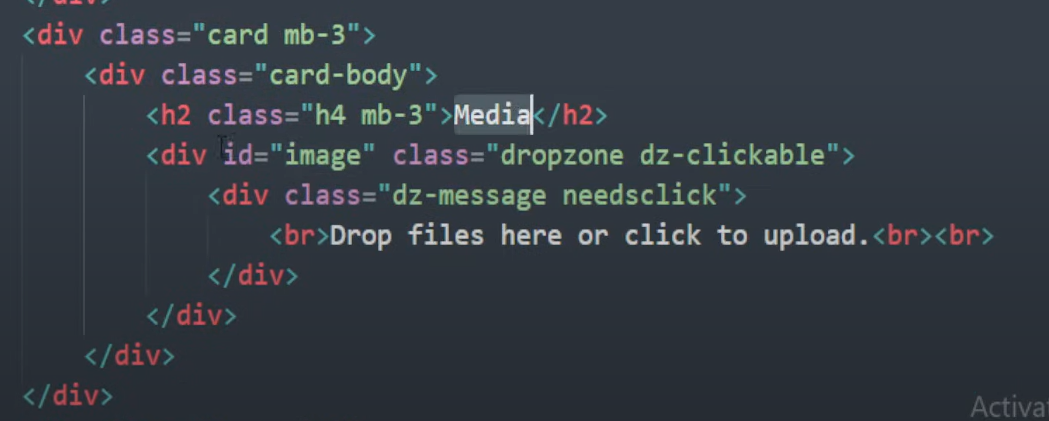 </div>
<div class="card mb-3">
    <div class="card-body">
        <h2 class="h4 mb-3">Media</h2>
        <div id="image" class="dropzone dz-clickable">
            <div class="dz-message needsclick">
                <br>Drop files here or click to upload.<br><br>
            </div>
        </div>
    </div>
</div>
Activat